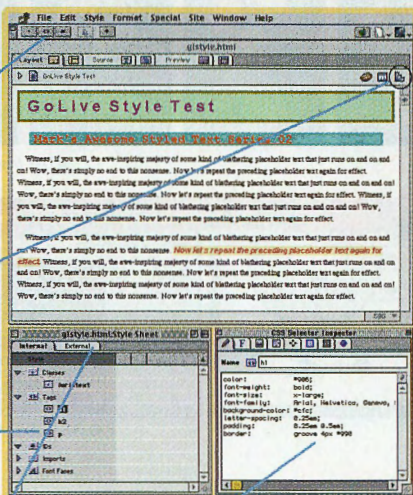 File Edit Style Format Special Site Window Help
glstyle.html
Layout Source Preview
GoLive Style Test
GoLive Style Test
Mark's Awesome Styled Text Serin, 02
Witness, if you will, the awe-inspiring majesty of some kind of blathering placeholder text that just runs on and on and
on! Wow, there's simply no end to this nonsense. Now let's repeat the preceding placeholder text again for effect.
Witness, if you will, the awe-inspiring majesty of some kind of blathering placeholder text that just runs on and on and on!
Wow, there's simply no end to this nonsense. Now let's repeat the preceding placeholder text again for effect. Witness, if
you will, the awe-inspiring majesty of some kind of blathering placeholder text that just runs on and on and on! Wow,
there's simply no end to this nonsense. Now let's repeat the preceding placeholder text again for effect.
Witness, if you will, the awe-inspiring majesty of some kind of blathering placeholder text that just runs on and on and
on! Wow, there's simply no end to this nonsense. Now let's repeat the preceding placeholder text again for
effect. Witness, if you will, the awe-inspiring majesty of some kind of blathering placeholder text that just runs on and on
and on! Wow, there's simply no end to this nonsense. Now let's repeat the preceding placeholder text again for effect.
Witness, if you will, the awe-inspiring majesty of some kind of blathering placeholder text that just runs on and on and on!
Wow, there's simply no end to this nonsense. Now let's repeat the preceding placeholder text again for effect.
glstyle.html:Style Sheet
Internal External
Style
Classes
Tags
h1
h2
p
IDs
Imports
Font Faces
CSS Selector Inspector
Name h1
color: #906;
font-weight: bold;
font-size: x-large;
font-family: Arial, Helvetica, Geneva,
background-color: #cfc;
letter-spacing: 0.25em;
padding: 0.25em 0.5em;
border: groove 4px #990